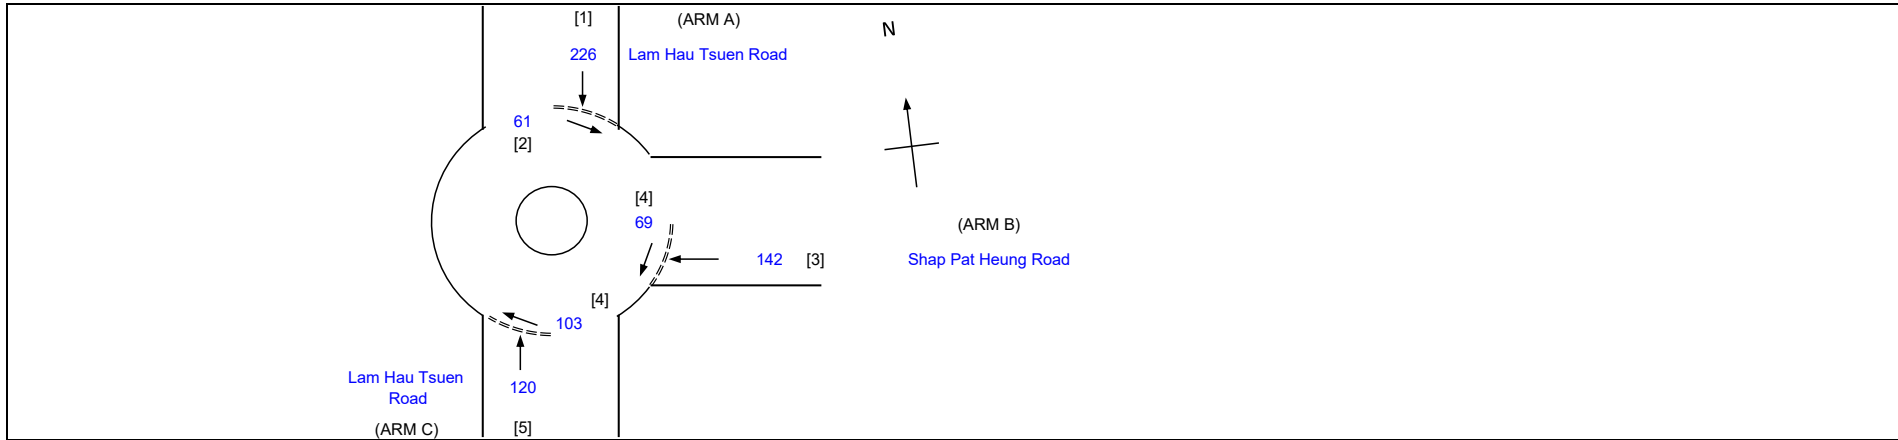 [1] (ARM A)
N
226 Lam Hau Tsuen Road
61
[2]
[4]
69
(ARM B)
142 [3] Shap Pat Heung Road
[4]
103
Lam Hau Tsuen
Road
120
(ARM C) [5]